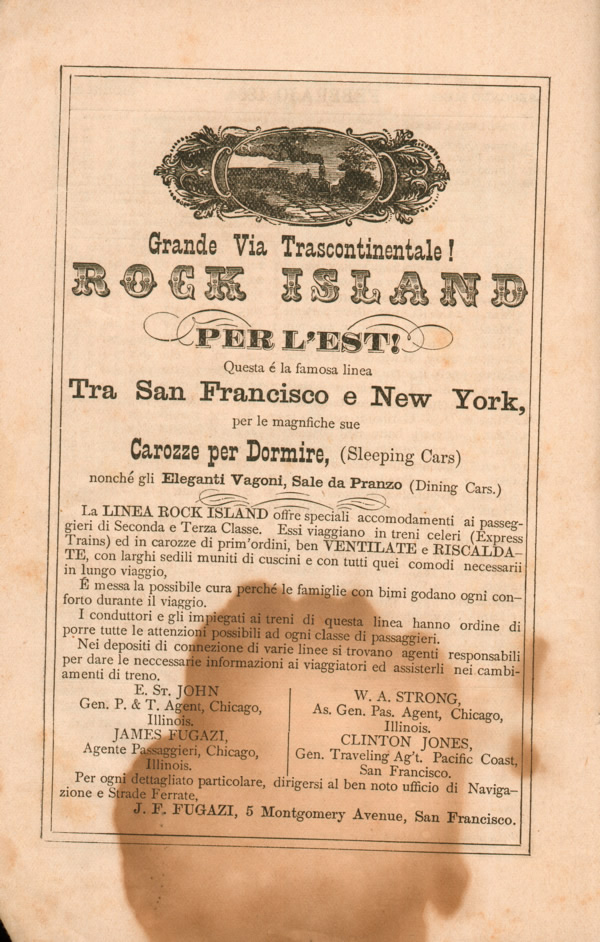 Grande Via Trascontinentale!
ROCK ISLAND
PER L'EST!
Questa é la famosa linea
Tra San Francisco e New York,
per le magnfiche sue
Carozze per Dormire, (Sleeping Cars)
nonché gli Eleganti Vagoni, Sale da Pranzo (Dining Cars.)
La LINEA ROCK ISLAND offre speciali accomodamenti ai passeg-
gieri di Seconda e Terza Classe. Essi viaggiano in treni celeri (Express
Trains) ed in carozze di prim'ordini, ben VENTILATE e RISCALDA-
TE, con larghi sedili muniti di cuscini e con tutti quei comodi necessarii
in lungo viaggio,
É messa la possibile cura perché le famiglie con bimi godano ogni con-
forto durante il viaggio.
I conduttori e gli impiegati ai treni di questa linea hanno ordine di
porre tutte le attenzioni possibili ad ogni classe di passaggieri.
Nei depositi di connezione di varie linee si trovano agenti responsabili
per dare le neccessarie informazioni ai viaggiatori ed assisterli nei cambi-
amenti di treno.
E. St. JOHN
Gen. P. & T. Agent, Chicago,
Illinois.
JAMES FUGAZI,
Agente Passaggieri, Chicago,
Illinois.
W. A. STRONG,
As. Gen. Pas. Agent, Chicago,
Illinois.
CLINTON JONES,
Gen. Traveling Ag't. Pacific Coast,
San Francisco.
Per ogni dettagliato particolare, dirigersi al ben noto ufficio di Naviga-
zione e Strade Ferrate,
J. F. FUGAZI, 5 Montgomery Avenue, San Francisco.